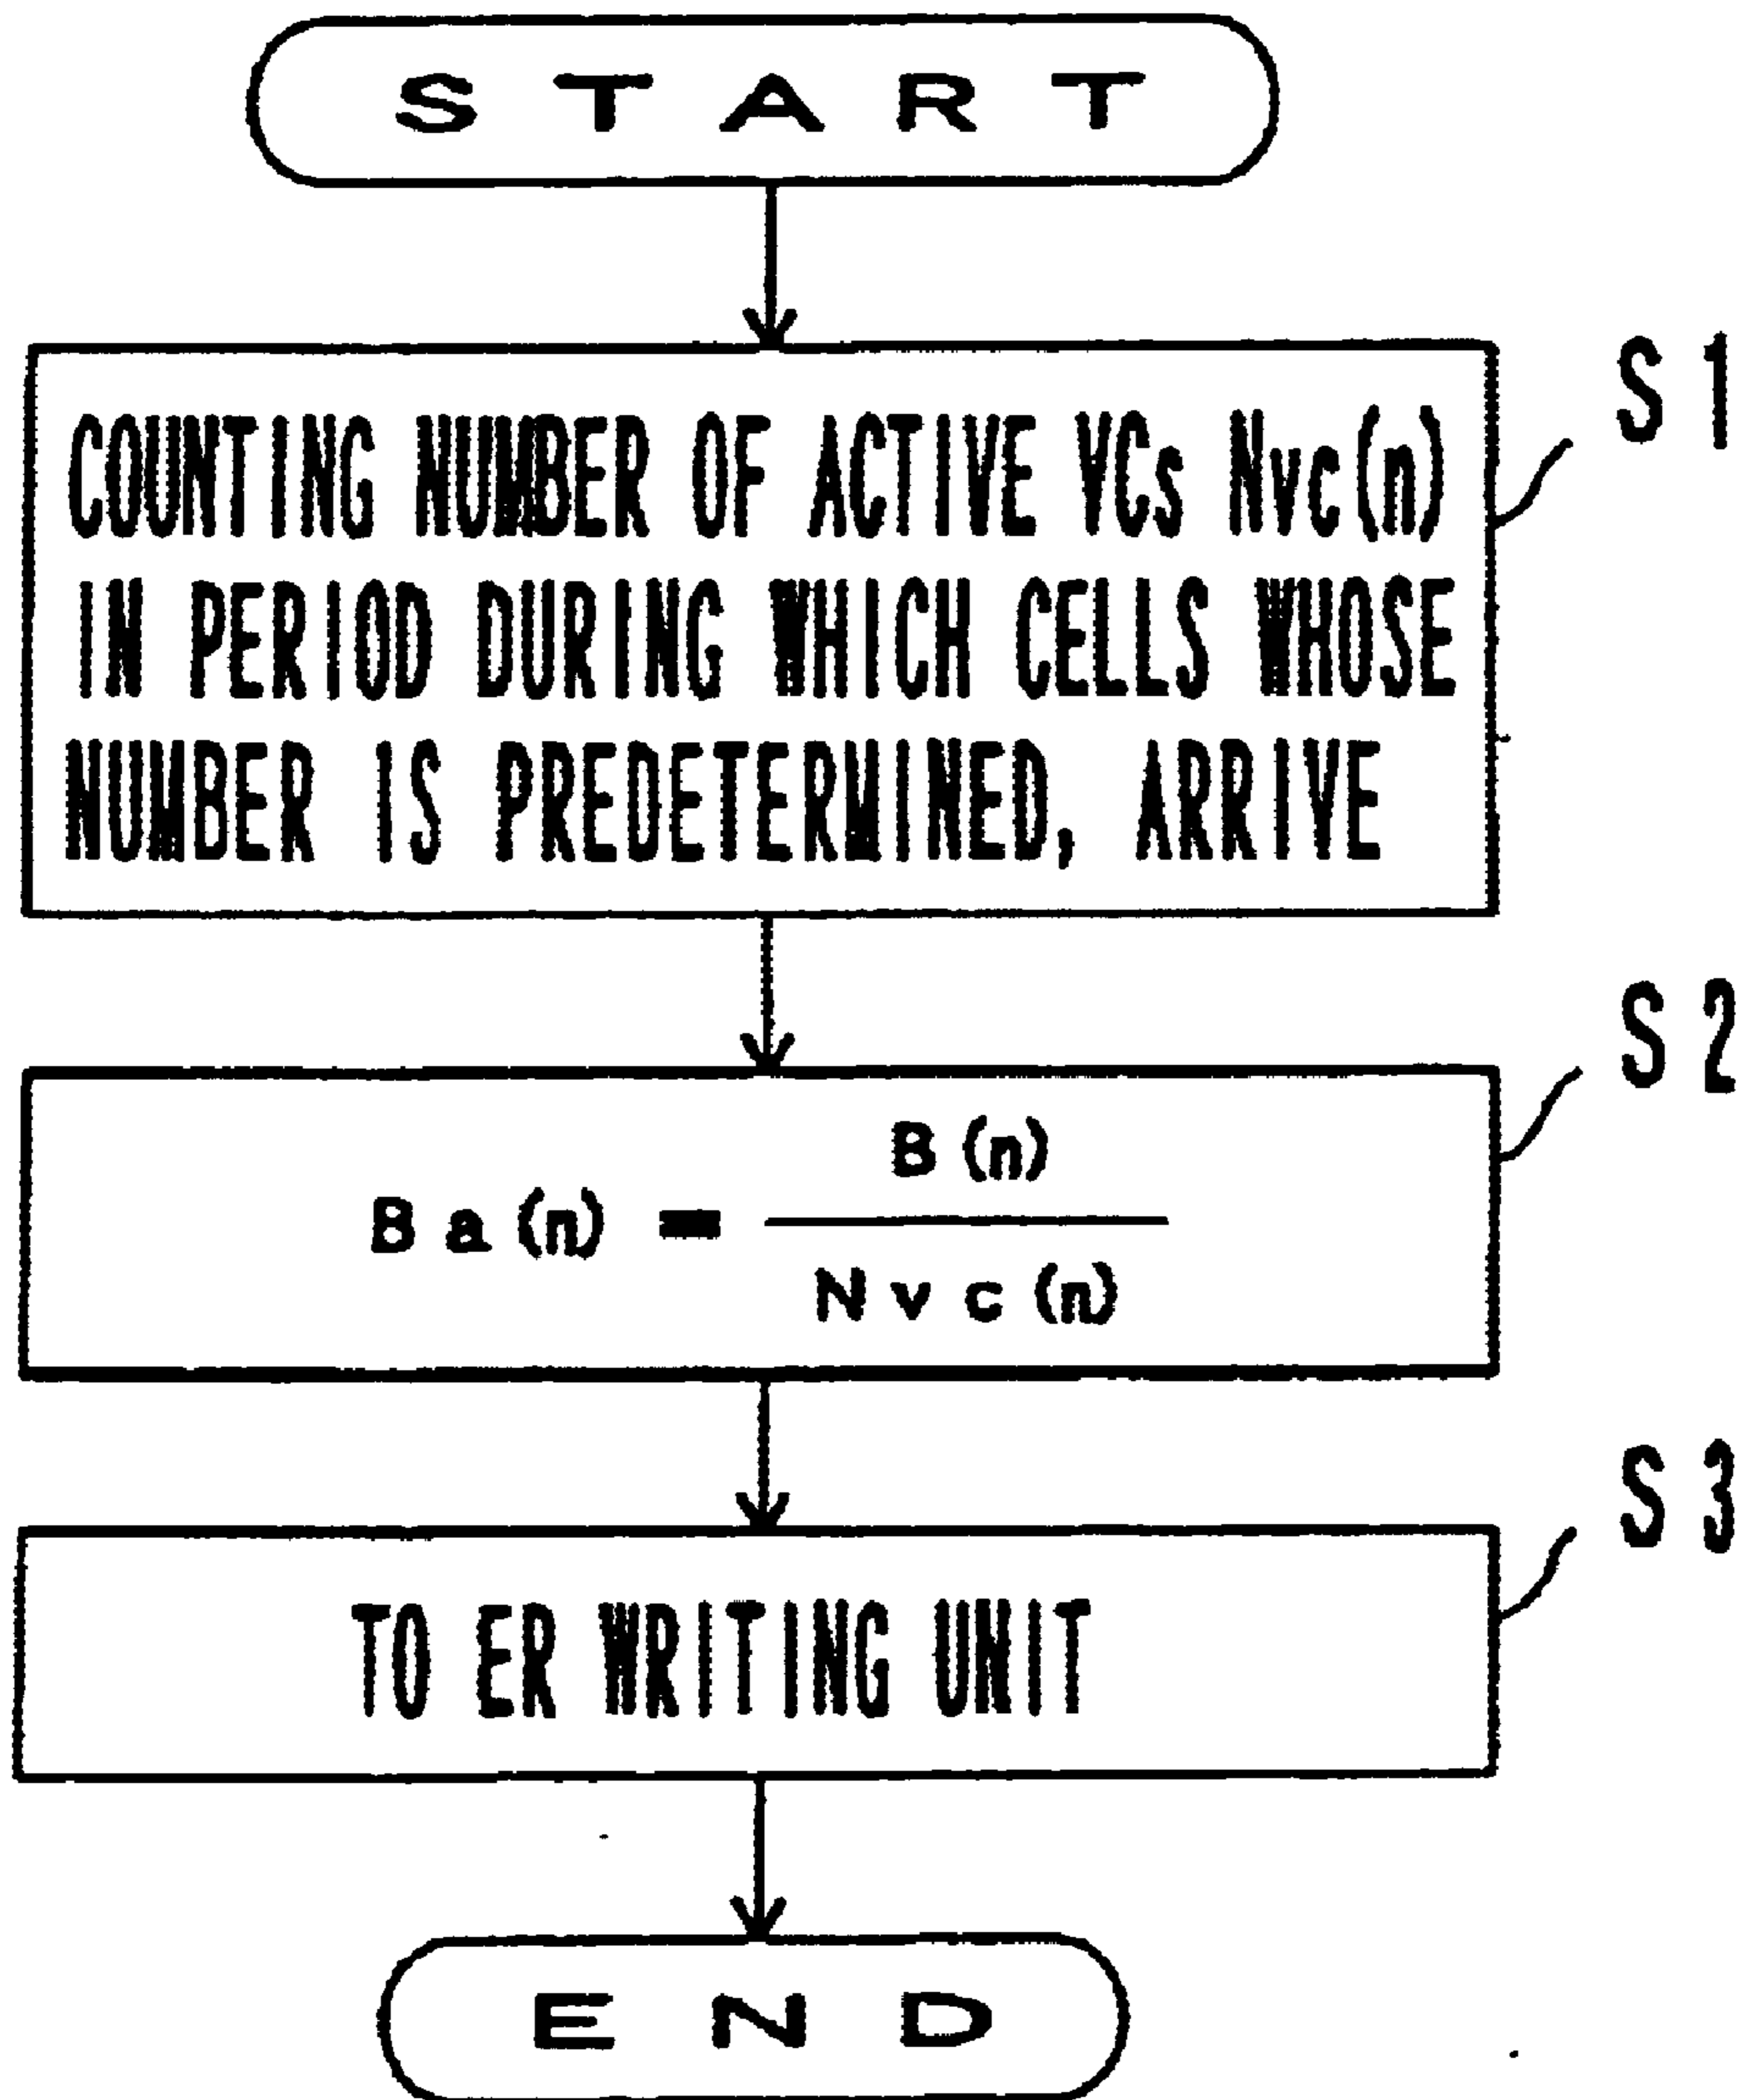 START
S1
COUNTING NUMBER OF ACTIVE VCs Nvc(n)
IN PERIOD DURING WHICH CELLS WHOSE
NUMBER IS PREDETERMINED, ARRIVE
S2
B(n)
Ba(n) =
Nvc(n)
S3
TO ER WRITING UNIT
END